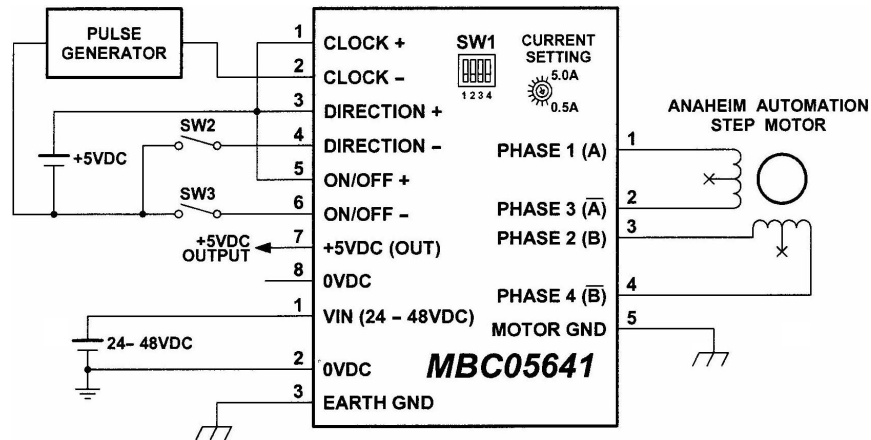 PULSE
GENERATOR
+5VDC
SW2
SW3
+5VDC
OUTPUT
24– 48VDC
1 CLOCK +
2 CLOCK –
3 DIRECTION +
4 DIRECTION –
5 ON/OFF +
6 ON/OFF –
7 +5VDC (OUT)
8 0VDC
1 VIN (24 – 48VDC)
2 0VDC
3 EARTH GND
SW1
1 2 3 4
CURRENT
SETTING
5.0A
0.5A
PHASE 1 (A) 1
PHASE 3 (A̅) 2
PHASE 2 (B) 3
PHASE 4 (B̅) 4
MOTOR GND 5
MBC05641
ANAHEIM AUTOMATION
STEP MOTOR